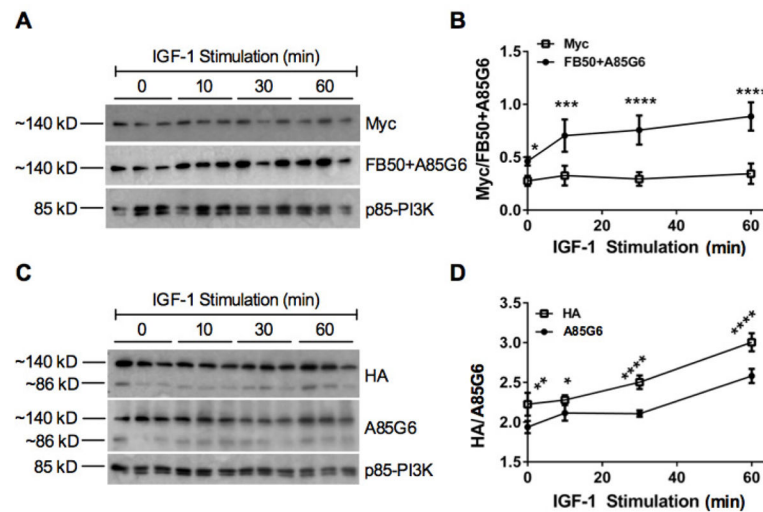 A
IGF-1 Stimulation (min)
0 10 30 60
~140 kD
Myc
~140 kD
FB50+A85G6
85 kD
p85-PI3K
B
Myc
FB50+A85G6
Myc/FB50+A85G6
1.5
1.0
0.5
0.0
* *** **** ****
0 20 40 60
IGF-1 Stimulation (min)
C
IGF-1 Stimulation (min)
0 10 30 60
~140 kD
~86 kD
HA
~140 kD
~86 kD
A85G6
85 kD
p85-PI3K
D
HA
A85G6
HA/A85G6
3.5
3.0
2.5
2.0
1.5
** * **** ****
0 20 40 60
IGF-1 Stimulation (min)